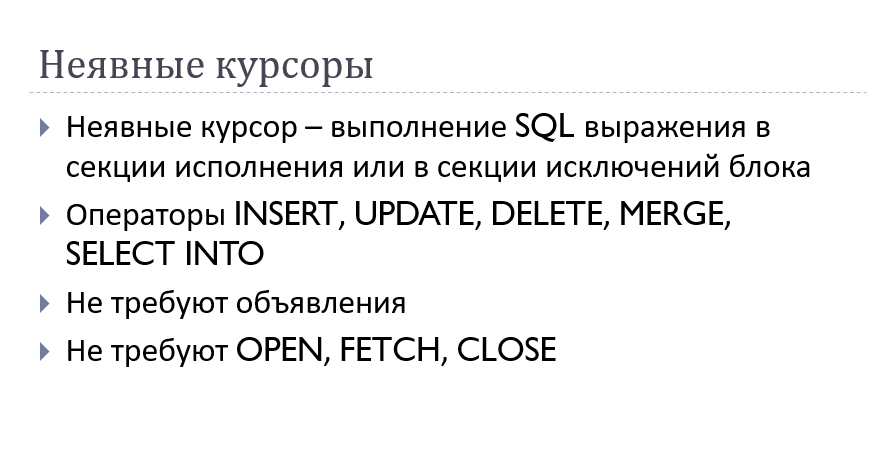 Неявные курсоры
Неявные курсор – выполнение SQL выражения в
секции исполнения или в секции исключений блока
Операторы INSERT, UPDATE, DELETE, MERGE,
SELECT INTO
Не требуют объявления
Не требуют OPEN, FETCH, CLOSE